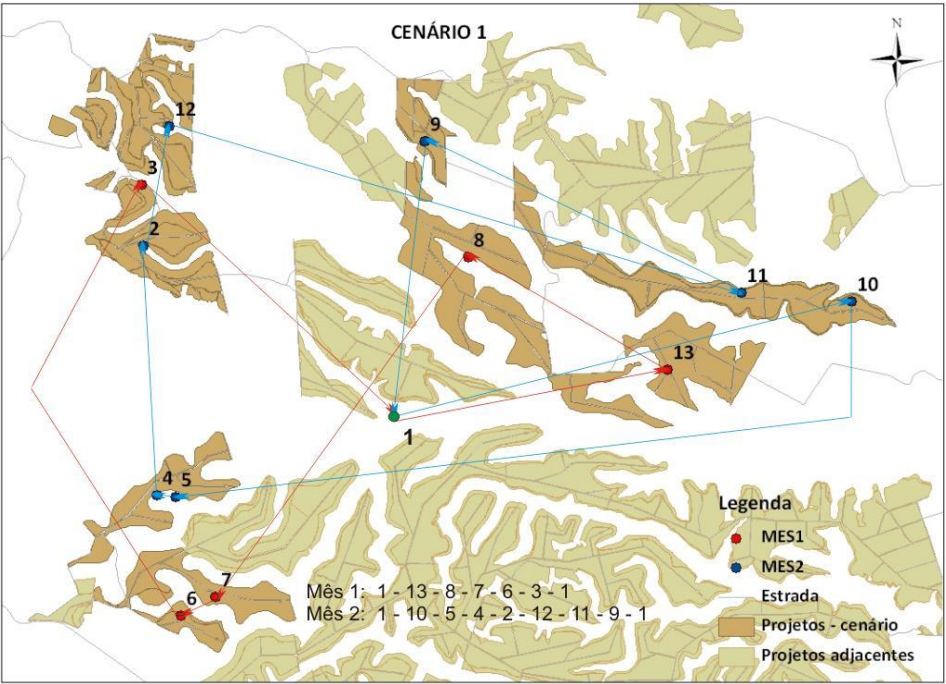 CENÁRIO 1
N
12
9
3
2
8
11
10
13
1
4 5
7
6
Mês 1: 1 - 13 - 8 - 7 - 6 - 3 - 1
Mês 2: 1 - 10 - 5 - 4 - 2 - 12 - 11 - 9 - 1
Legenda
MES1
MES2
Estrada
Projetos - cenário
Projetos adjacentes